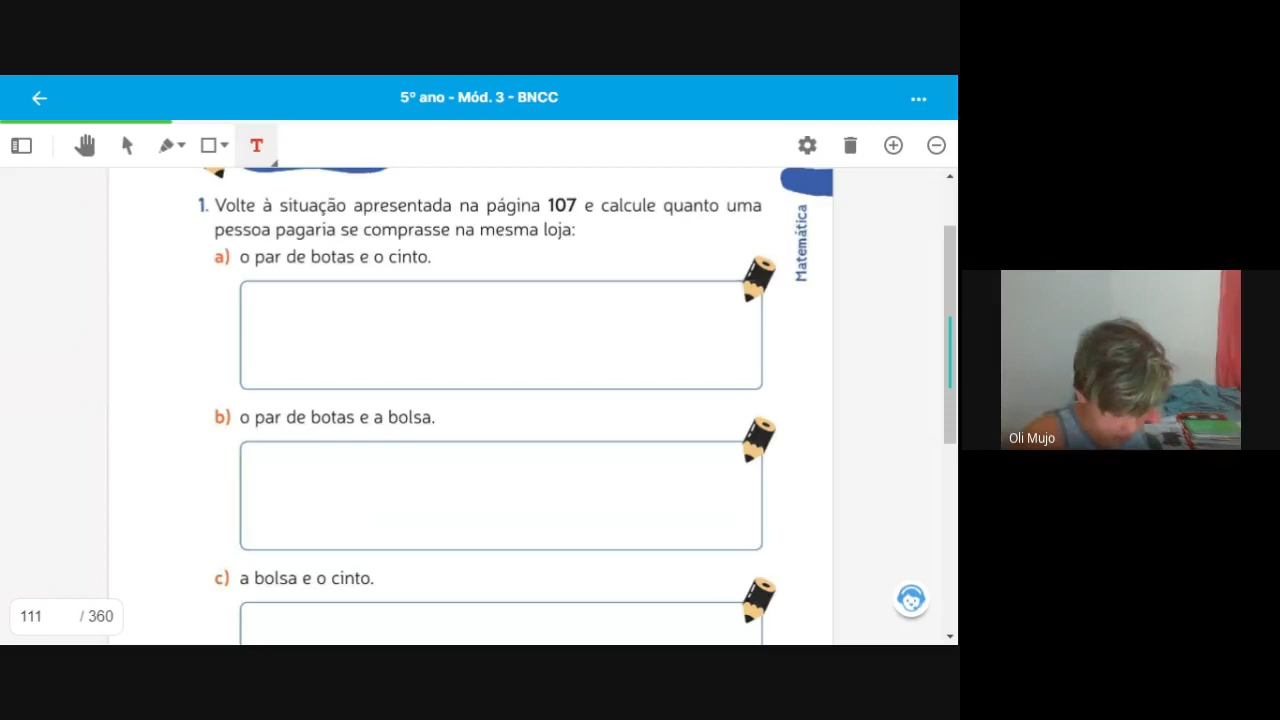 5º ano - Mód. 3 - BNCC
T
1. Volte à situação apresentada na página 107 e calcule quanto uma
pessoa pagaria se comprasse na mesma loja:
a) o par de botas e o cinto.
b) o par de botas e a bolsa.
c) a bolsa e o cinto.
Matemática
111 / 360
Oli Mujo